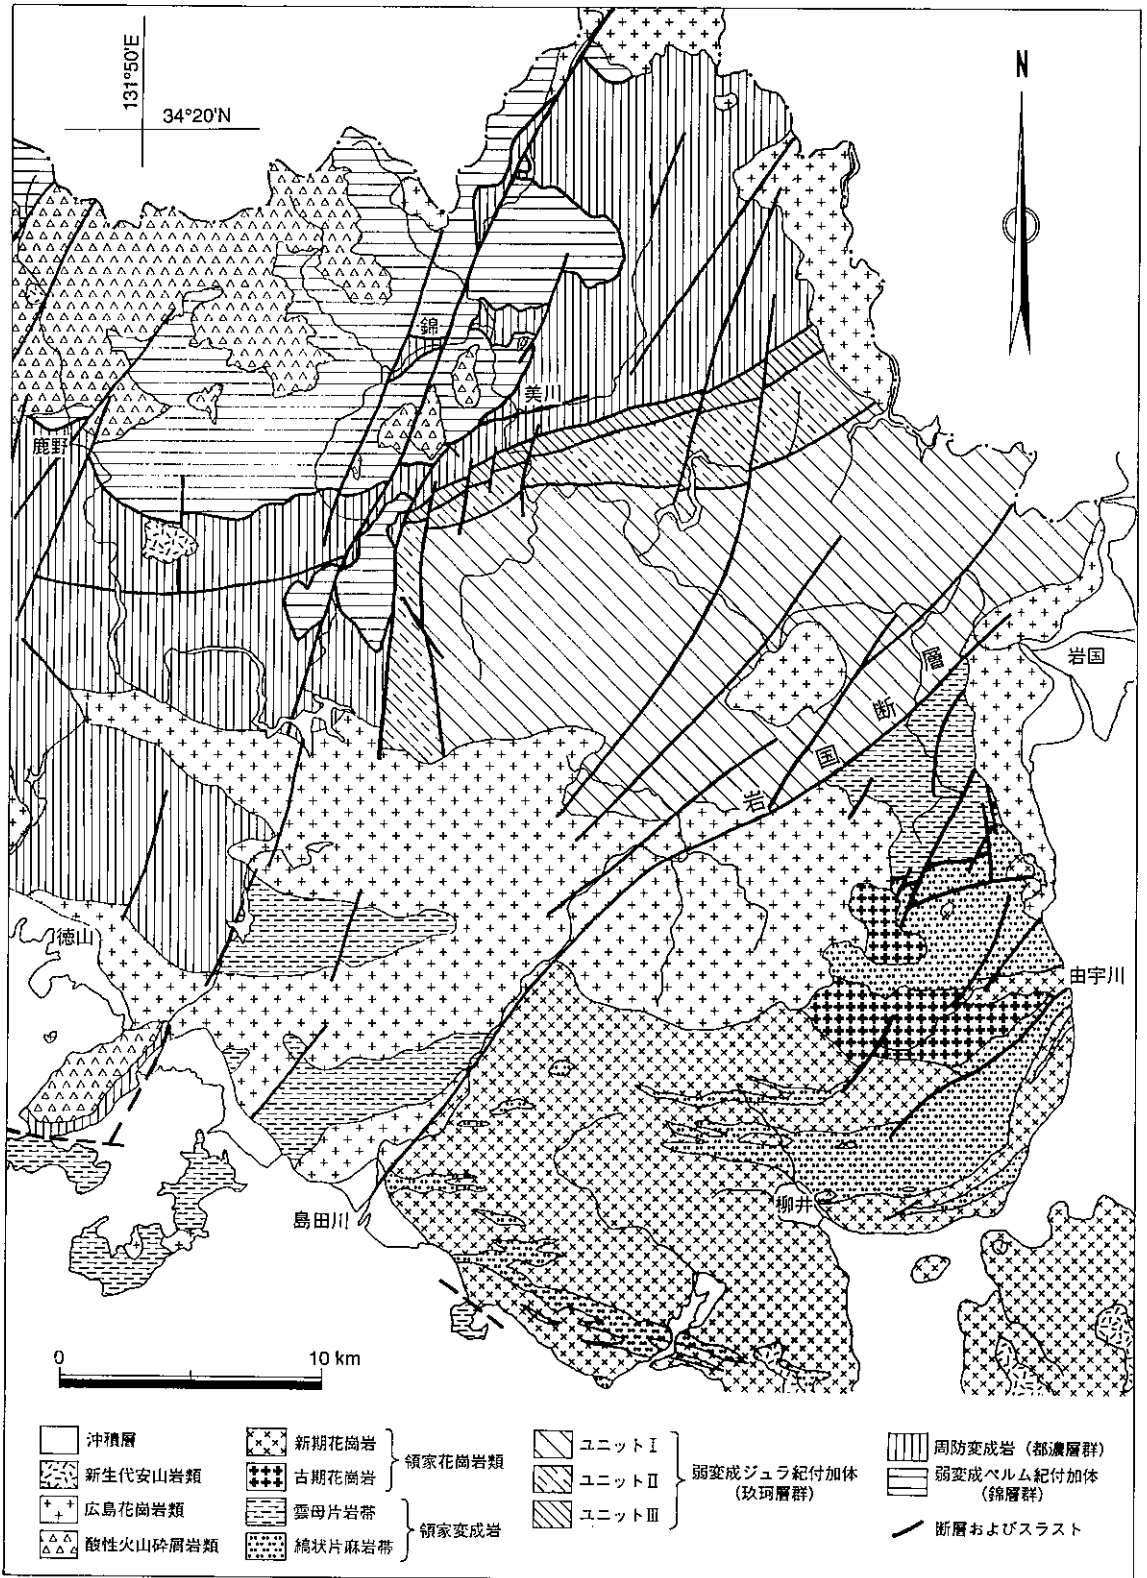 131°50'E
34°20'N
N
錦
美川
鹿野
岩国
岩国断層
徳山
由宇川
柳井
島田川
0 10 km
沖積層
新生代安山岩類
広島花崗岩類
酸性火山砕屑岩類
新期花崗岩
古期花崗岩
領家花崗岩類
雲母片岩帯
縞状片麻岩帯
領家変成岩
ユニットⅠ
ユニットⅡ
ユニットⅢ
弱変成ジュラ紀付加体
(玖珂層群)
周防変成岩(都濃層群)
弱変成ペルム紀付加体
(錦層群)
断層およびスラスト